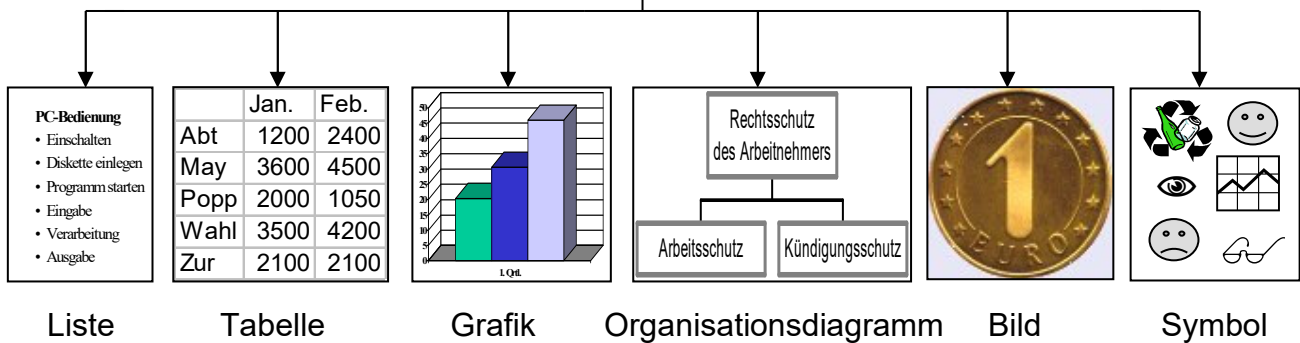 PC-Bedienung
• Einschalten
• Diskette einlegen
• Programm starten
• Eingabe
• Verarbeitung
• Ausgabe
Jan. Feb.
Abt 1200 2400
May 3600 4500
Popp 2000 1050
Wahl 3500 4200
Zur 2100 2100
50
45
40
35
30
25
20
15
10
5
0
1. Qrtl.
Rechtsschutz
des Arbeitnehmers
Arbeitsschutz Kündigungsschutz
1
EURO
Liste Tabelle Grafik Organisationsdiagramm Bild Symbol